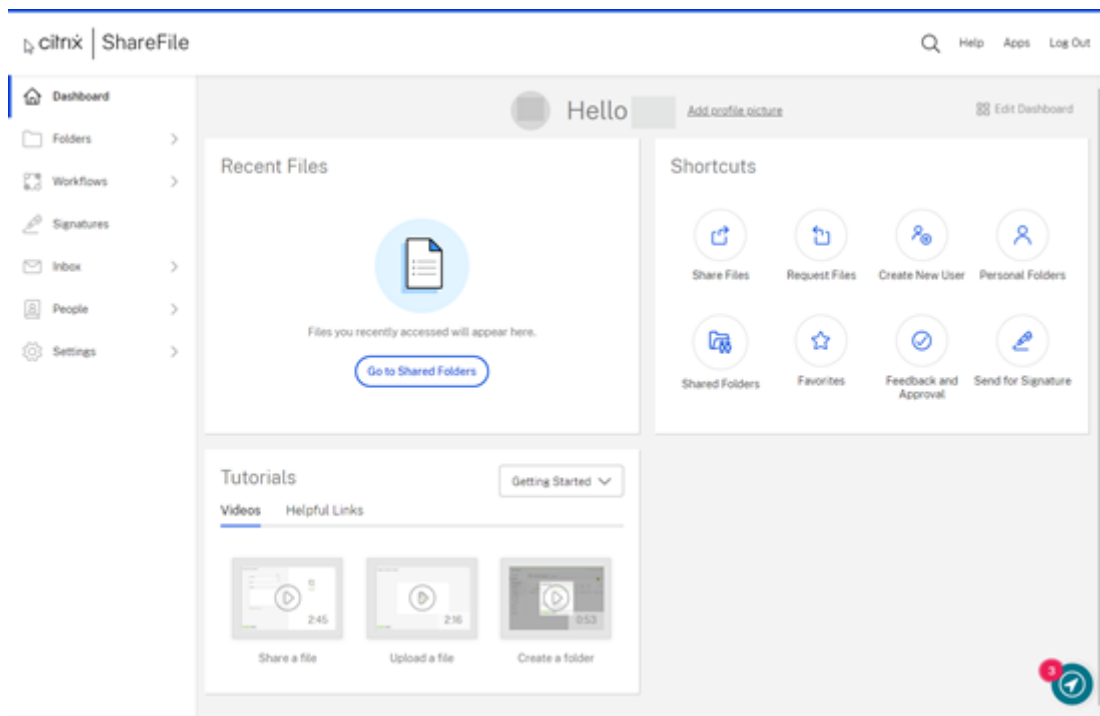 citrix | ShareFile
Help Apps Log Out
Dashboard
Folders
Workflows
Signatures
Inbox
People
Settings
Hello
Add profile picture
Edit Dashboard
Recent Files
Files you recently accessed will appear here.
Go to Shared Folders
Shortcuts
Share Files
Request Files
Create New User
Personal Folders
Shared Folders
Favorites
Feedback and
Approval
Send for Signature
Tutorials
Getting Started
Videos
Helpful Links
2:45
2:16
0:53
Share a file
Upload a file
Create a folder
3